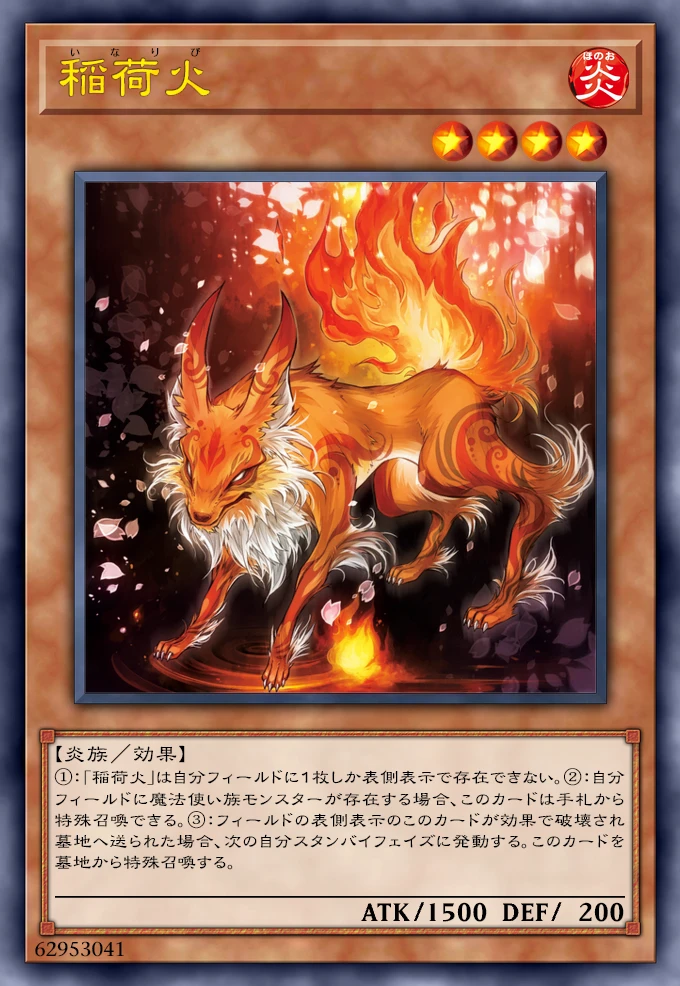 いなりび
稲荷火
ほのお
炎
【炎族／効果】
①：「稲荷火」は自分フィールドに1枚しか表側表示で存在できない。②：自分
フィールドに魔法使い族モンスターが存在する場合、このカードは手札から
特殊召喚できる。③：フィールドの表側表示のこのカードが効果で破壊され
墓地へ送られた場合、次の自分スタンバイフェイズに発動する。このカードを
墓地から特殊召喚する。
ATK/1500 DEF/ 200
62953041